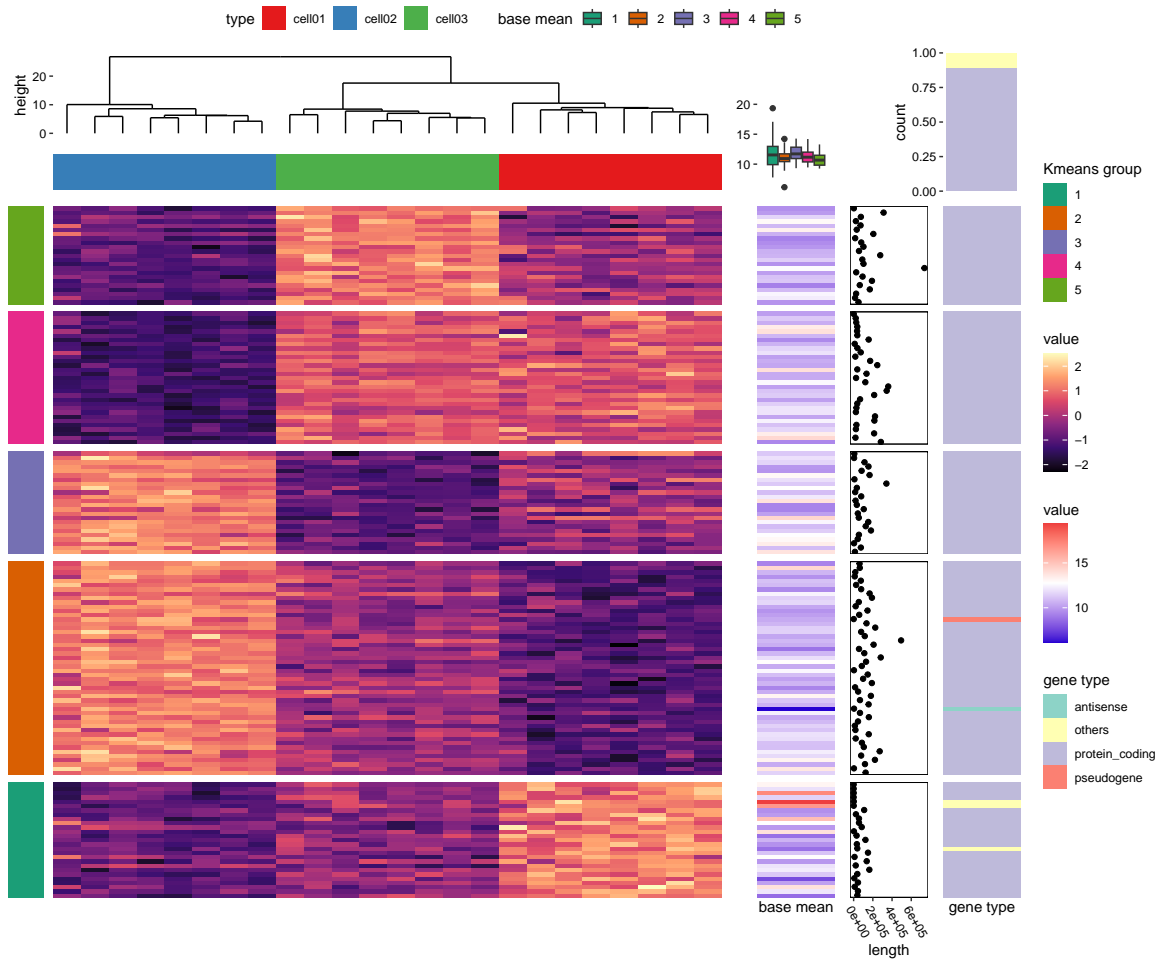 type cell01 cell02 cell03 base mean 1 2 3 4 5
height
20
10
0
20
15
10
count
1.00
0.75
0.50
0.25
0.00
Kmeans group
1
2
3
4
5
value
2
1
0
−1
−2
value
15
10
gene type
antisense
others
protein_coding
pseudogene
base mean
0e+00
2e+05
4e+05
6e+05
length
gene type